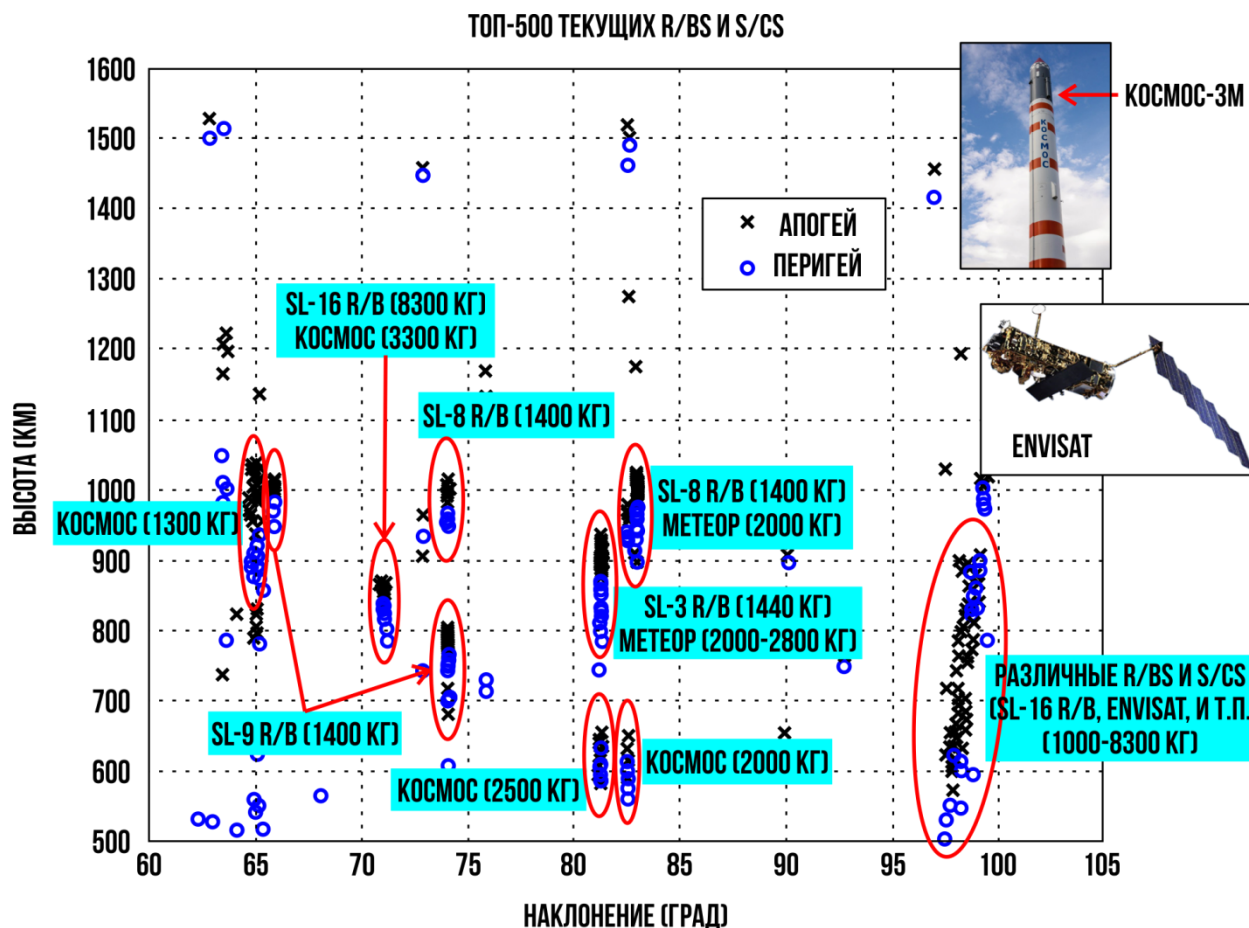 ТОП-500 ТЕКУЩИХ R/BS И S/CS
1600
1500
1400
1300
1200
1100
1000
900
800
700
600
500
ВЫСОТА (КМ)
60
65
70
75
80
85
90
95
100
105
НАКЛОНЕНИЕ (ГРАД)
КОСМОС-3М
КОСМОС
АПОГЕЙ
ПЕРИГЕЙ
SL-16 R/B (8300 КГ)
КОСМОС (3300 КГ)
SL-8 R/B (1400 КГ)
ENVISAT
КОСМОС (1300 КГ)
SL-8 R/B (1400 КГ)
МЕТЕОР (2000 КГ)
SL-3 R/B (1440 КГ)
МЕТЕОР (2000-2800 КГ)
SL-9 R/B (1400 КГ)
КОСМОС (2500 КГ)
КОСМОС (2000 КГ)
РАЗЛИЧНЫЕ R/BS И S/CS
(SL-16 R/B, ENVISAT, И Т.П.
(1000-8300 КГ)